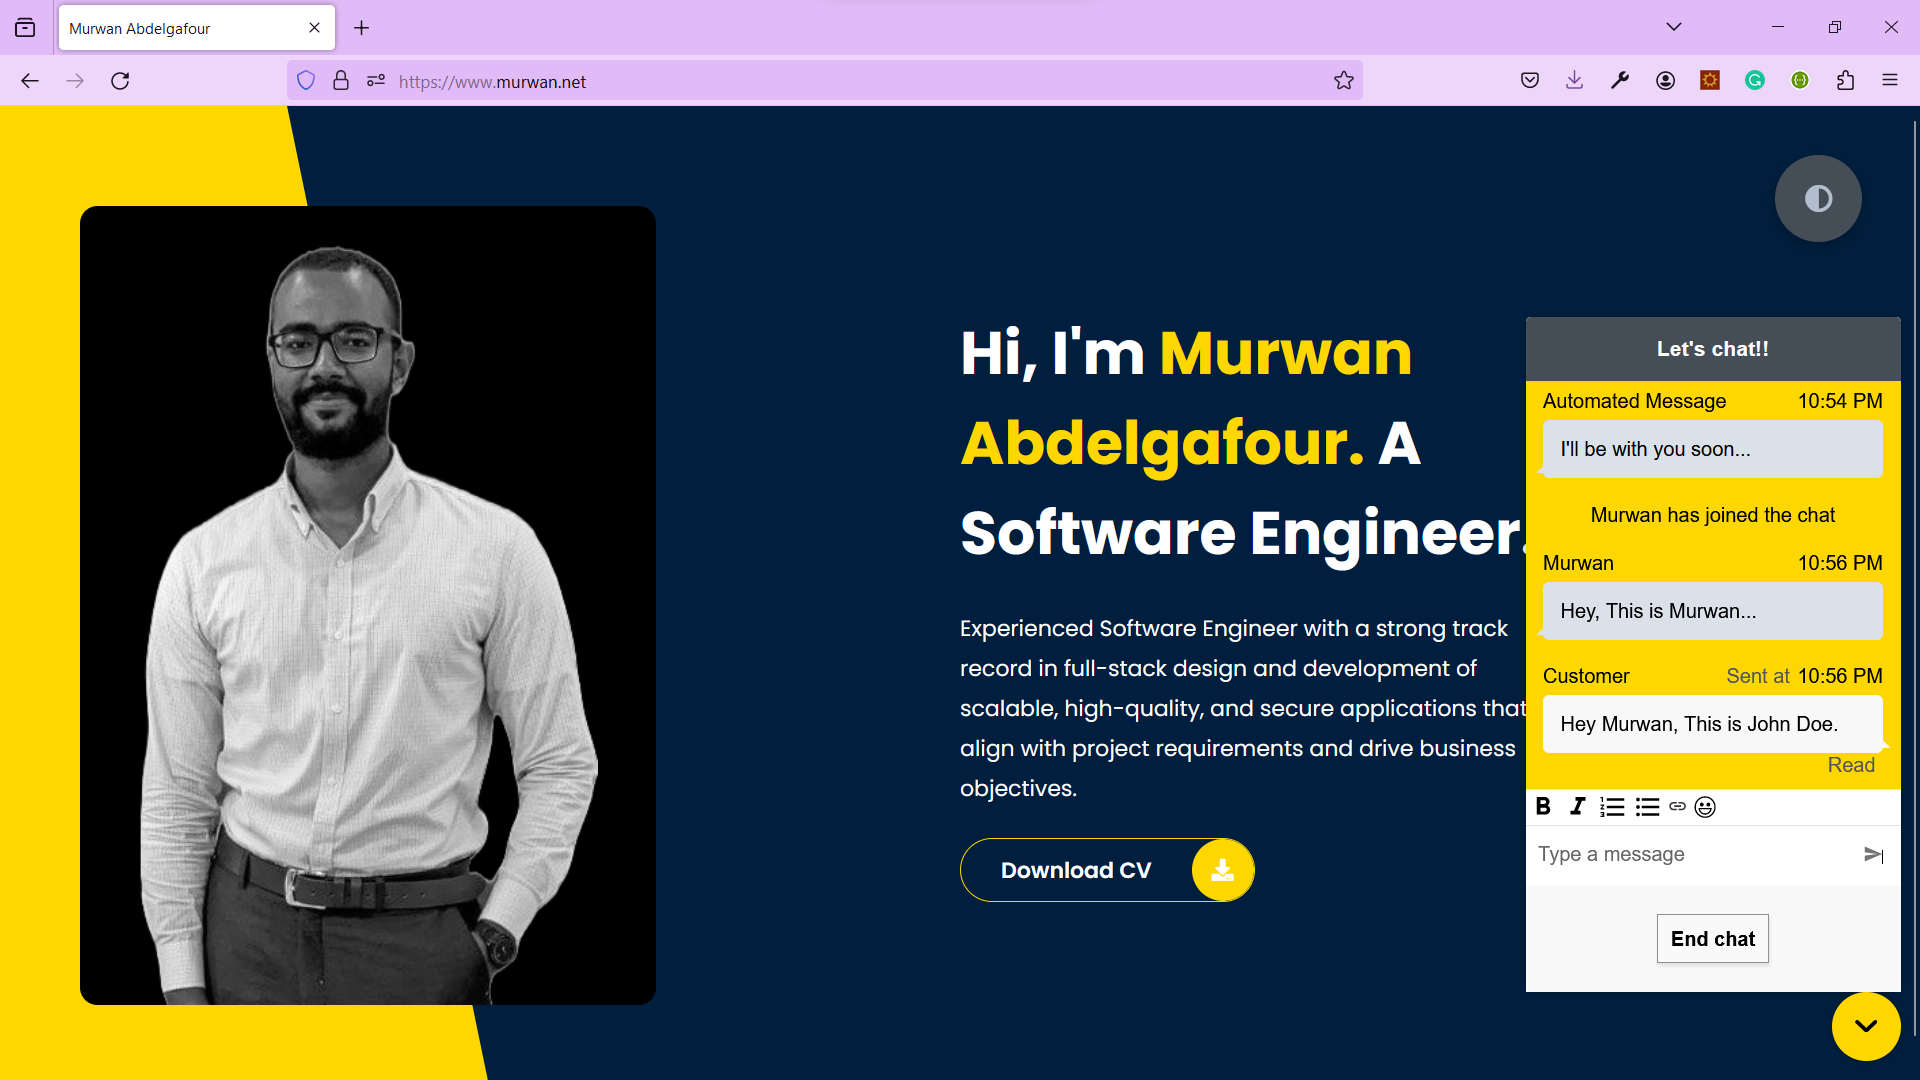 Murwan Abdelgafour
https://www.murwan.net
Hi, I'm Murwan
Abdelgafour. A
Software Engineer.
Experienced Software Engineer with a strong track
record in full-stack design and development of
scalable, high-quality, and secure applications that
align with project requirements and drive business
objectives.
Download CV
Let's chat!!
Automated Message 10:54 PM
I'll be with you soon...
Murwan has joined the chat
Murwan 10:56 PM
Hey, This is Murwan...
Customer Sent at 10:56 PM
Hey Murwan, This is John Doe.
Read
Type a message
End chat